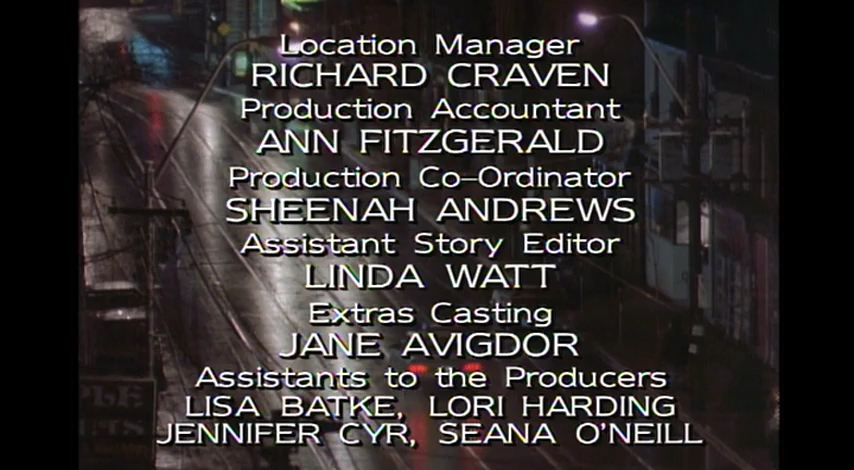 Location Manager
RICHARD CRAVEN
Production Accountant
ANN FITZGERALD
Production Co-Ordinator
SHEENAH ANDREWS
Assistant Story Editor
LINDA WATT
Extras Casting
JANE AVIGDOR
Assistants to the Producers
LISA BATKE, LORI HARDING
JENNIFER CYR, SEANA O'NEILL